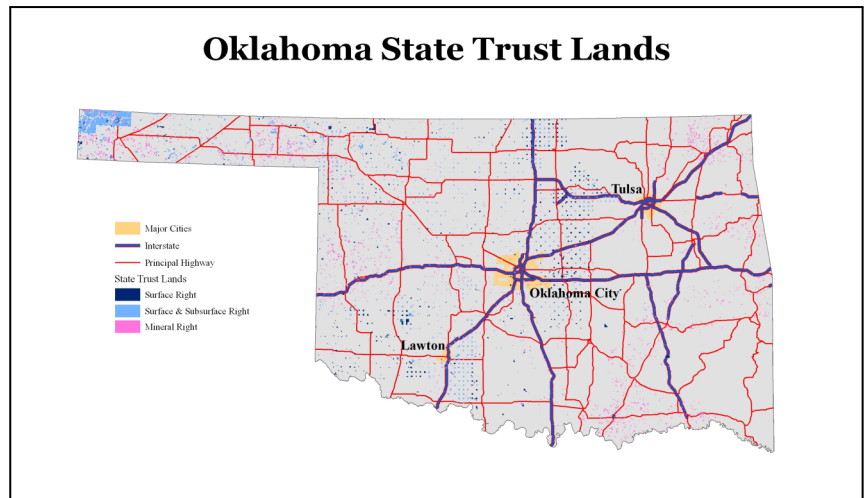 Oklahoma State Trust Lands
Tulsa
Major Cities
Interstate
Principal Highway
State Trust Lands
Surface Right
Surface & Subsurface Right
Mineral Right
Oklahoma City
Lawton